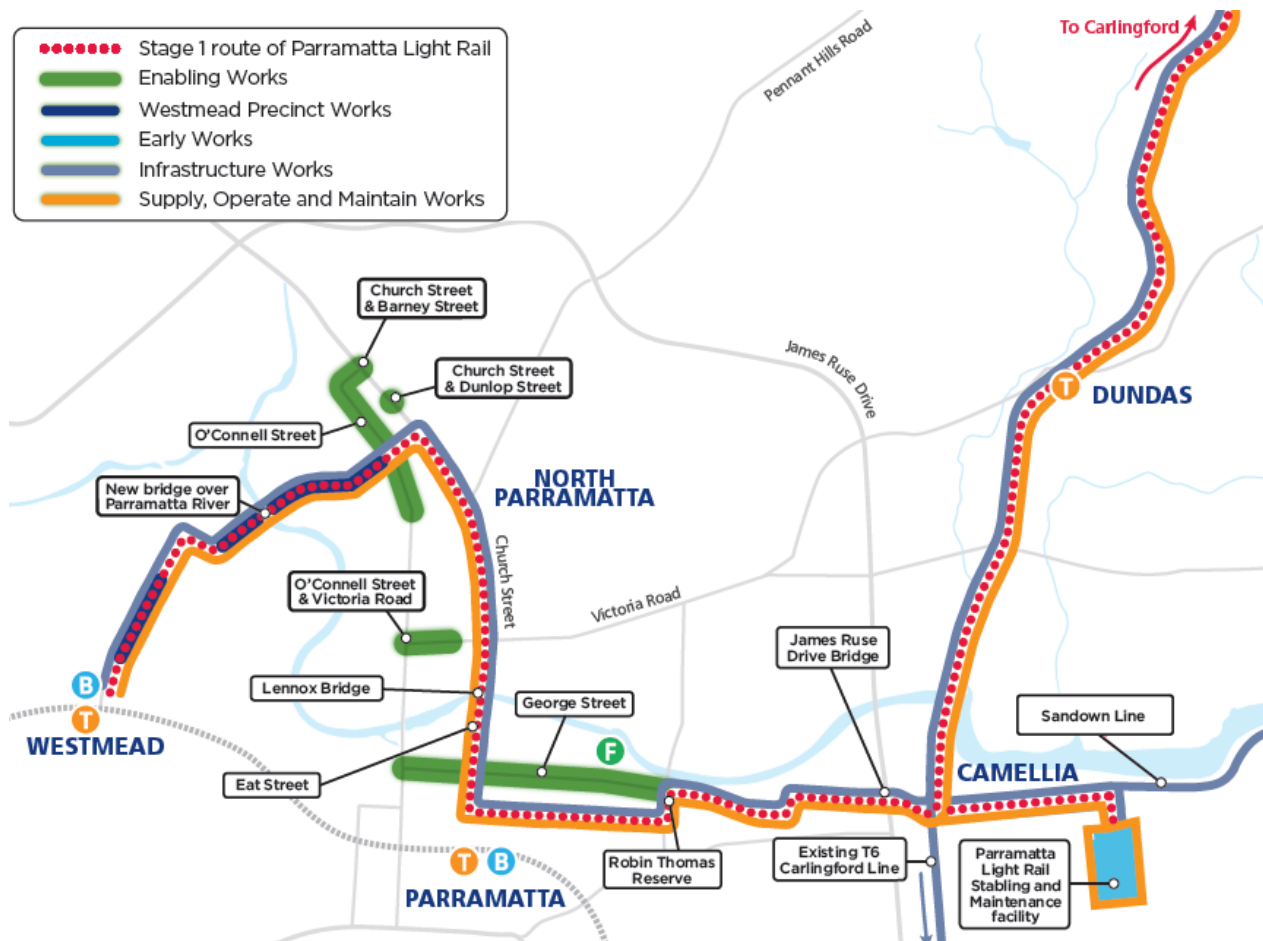 Stage 1 route of Parramatta Light Rail
Enabling Works
Westmead Precinct Works
Early Works
Infrastructure Works
Supply, Operate and Maintain Works
To Carlingford
Pennant Hills Road
Church Street
& Barney Street
Church Street
& Dunlop Street
James Ruse Drive
T
DUNDAS
O'Connell Street
NORTH
PARRAMATTA
New bridge over
Parramatta River
Church Street
O'Connell Street
& Victoria Road
Victoria Road
James Ruse
Drive Bridge
B
T
WESTMEAD
Lennox Bridge
George Street
Sandown Line
F
Eat Street
CAMELLIA
Robin Thomas
Reserve
Existing T6
Carlingford Line
Parramatta
Light Rail
Stabling and
Maintenance
facility
T B
PARRAMATTA